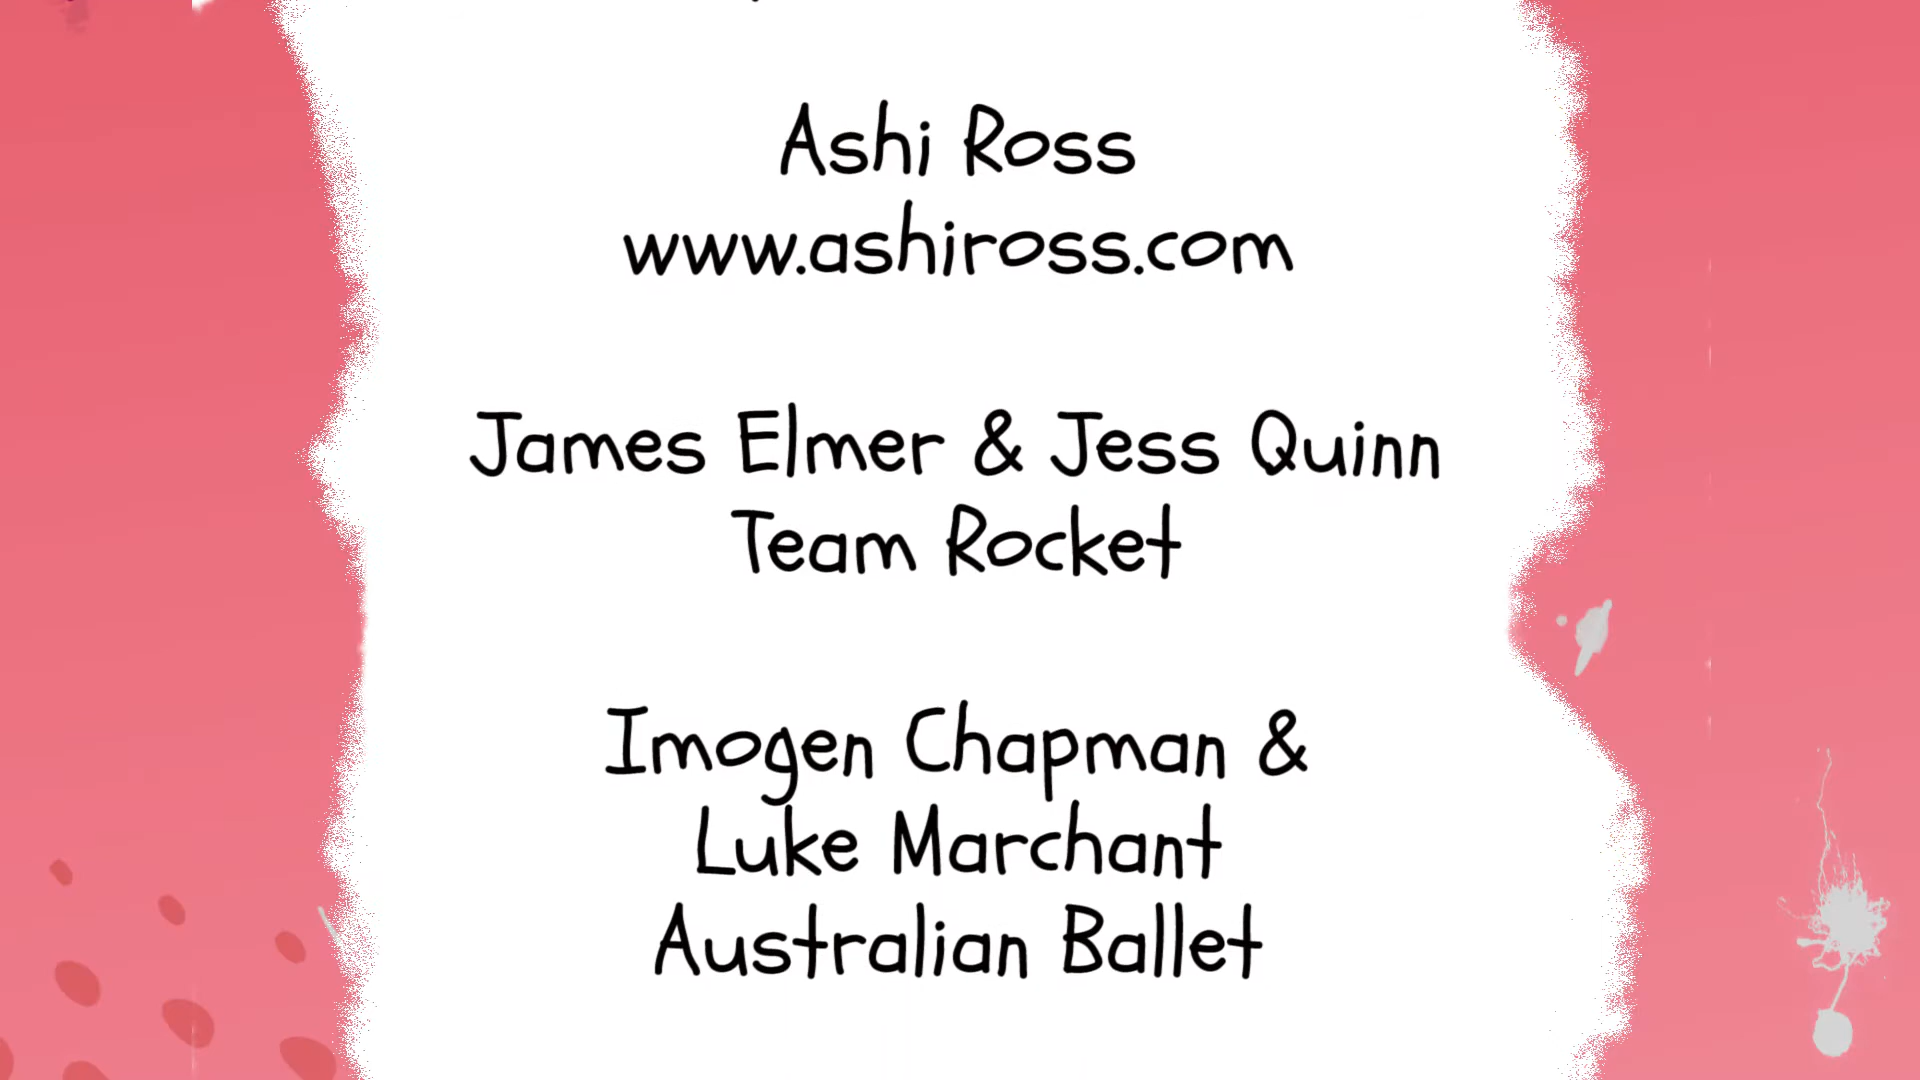 Ashi Ross
www.ashiross.com
James Elmer & Jess Quinn
Team Rocket
Imogen Chapman &
Luke Marchant
Australian Ballet